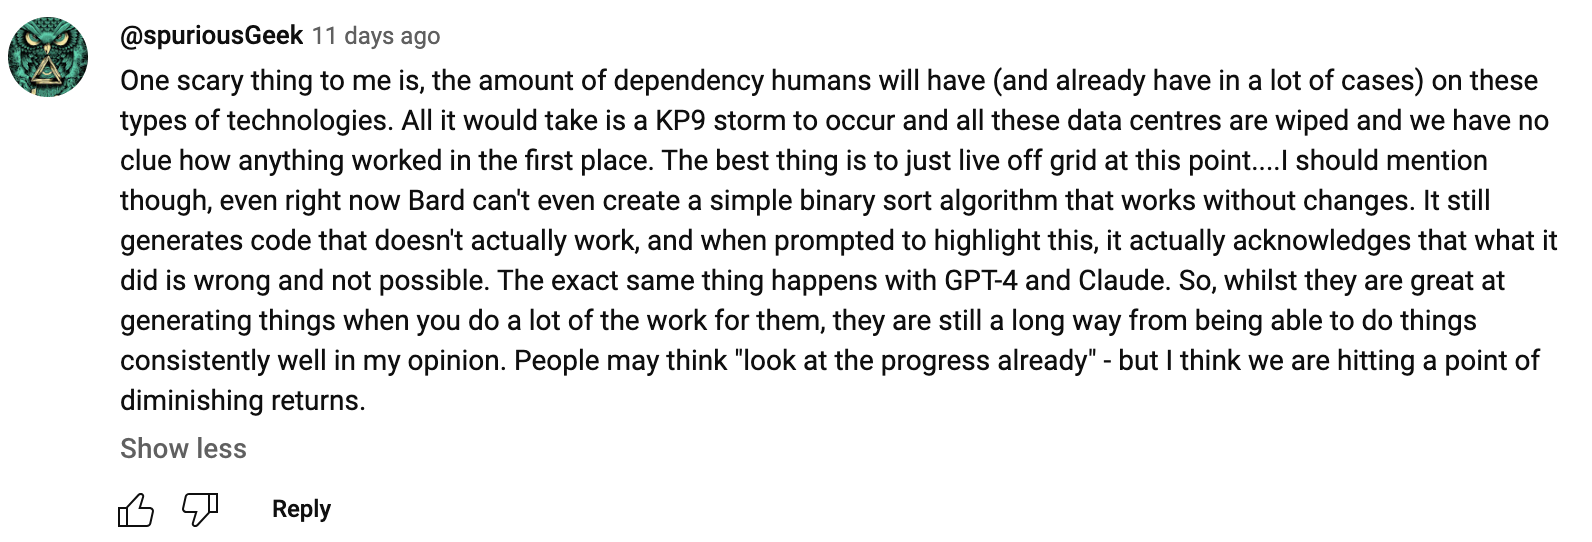 @spuriousGeek 11 days ago
One scary thing to me is, the amount of dependency humans will have (and already have in a lot of cases) on these
types of technologies. All it would take is a KP9 storm to occur and all these data centres are wiped and we have no
clue how anything worked in the first place. The best thing is to just live off grid at this point....I should mention
though, even right now Bard can't even create a simple binary sort algorithm that works without changes. It still
generates code that doesn't actually work, and when prompted to highlight this, it actually acknowledges that what it
did is wrong and not possible. The exact same thing happens with GPT-4 and Claude. So, whilst they are great at
generating things when you do a lot of the work for them, they are still a long way from being able to do things
consistently well in my opinion. People may think "look at the progress already" - but I think we are hitting a point of
diminishing returns.
Show less
Reply